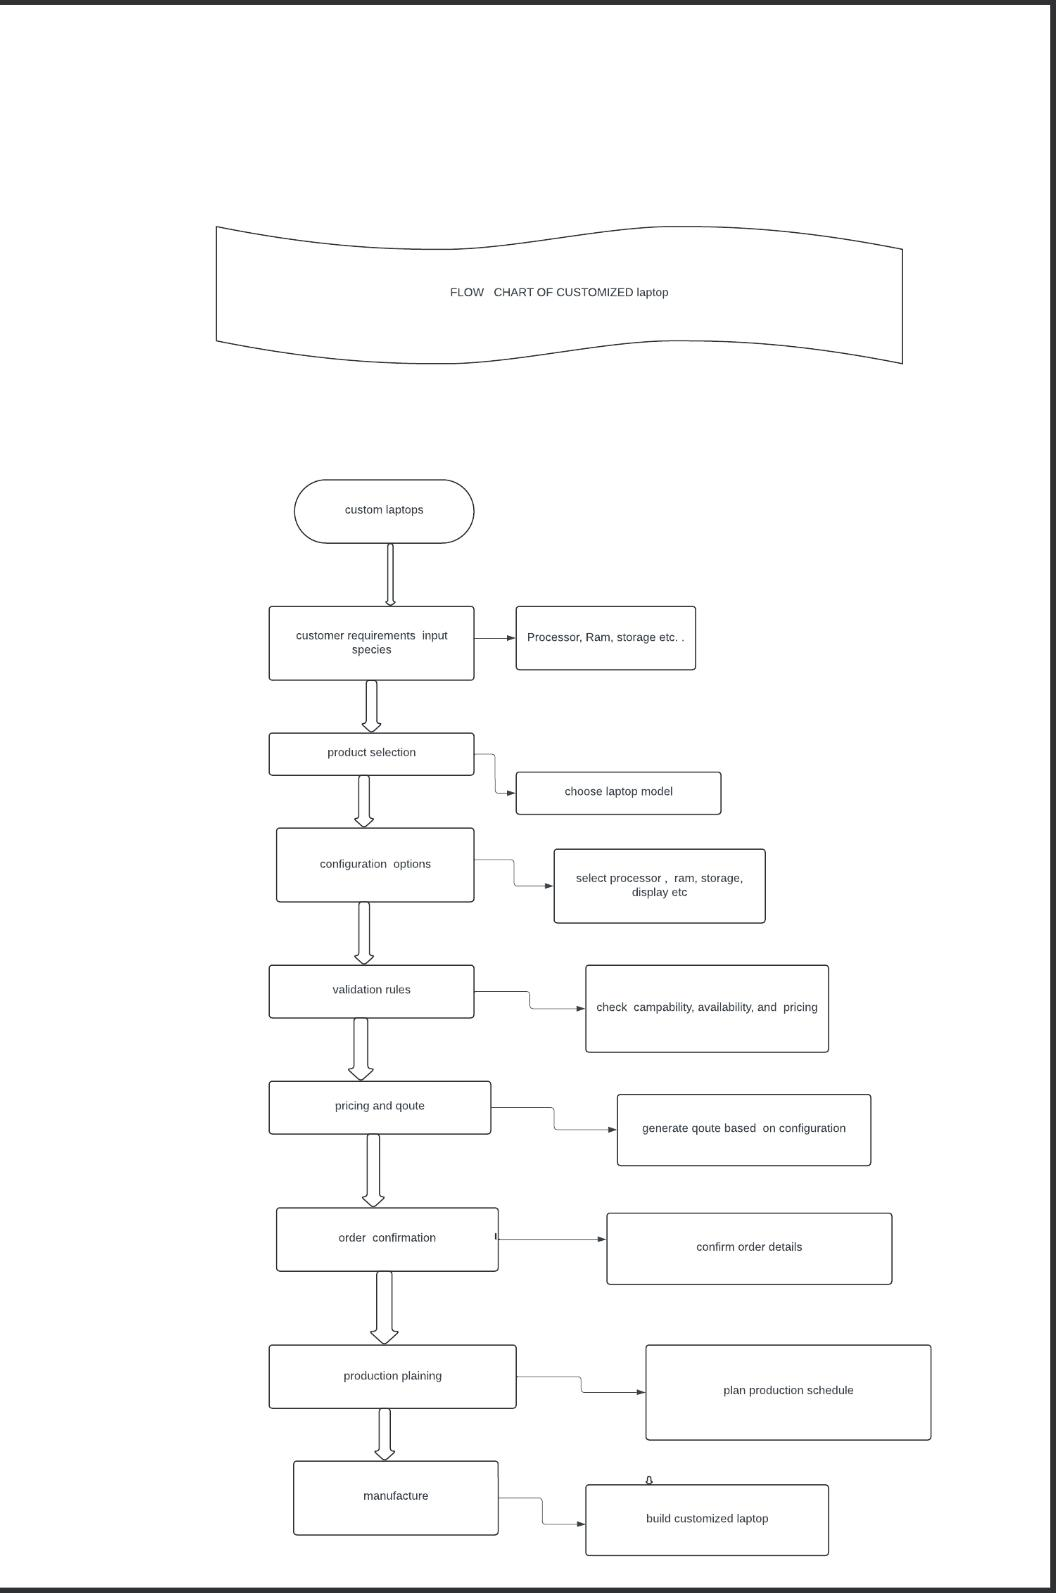 FLOW   CHART OF CUSTOMIZED laptop
custom laptops
customer requirements  input
species
Processor, Ram, storage etc. .
product selection
choose laptop model
configuration  options
select processor ,  ram, storage,
display etc
validation rules
check  campability, availability, and  pricing
pricing and qoute
generate qoute based  on configuration
order  confirmation
confirm order details
production plaining
plan production schedule
manufacture
build customized laptop